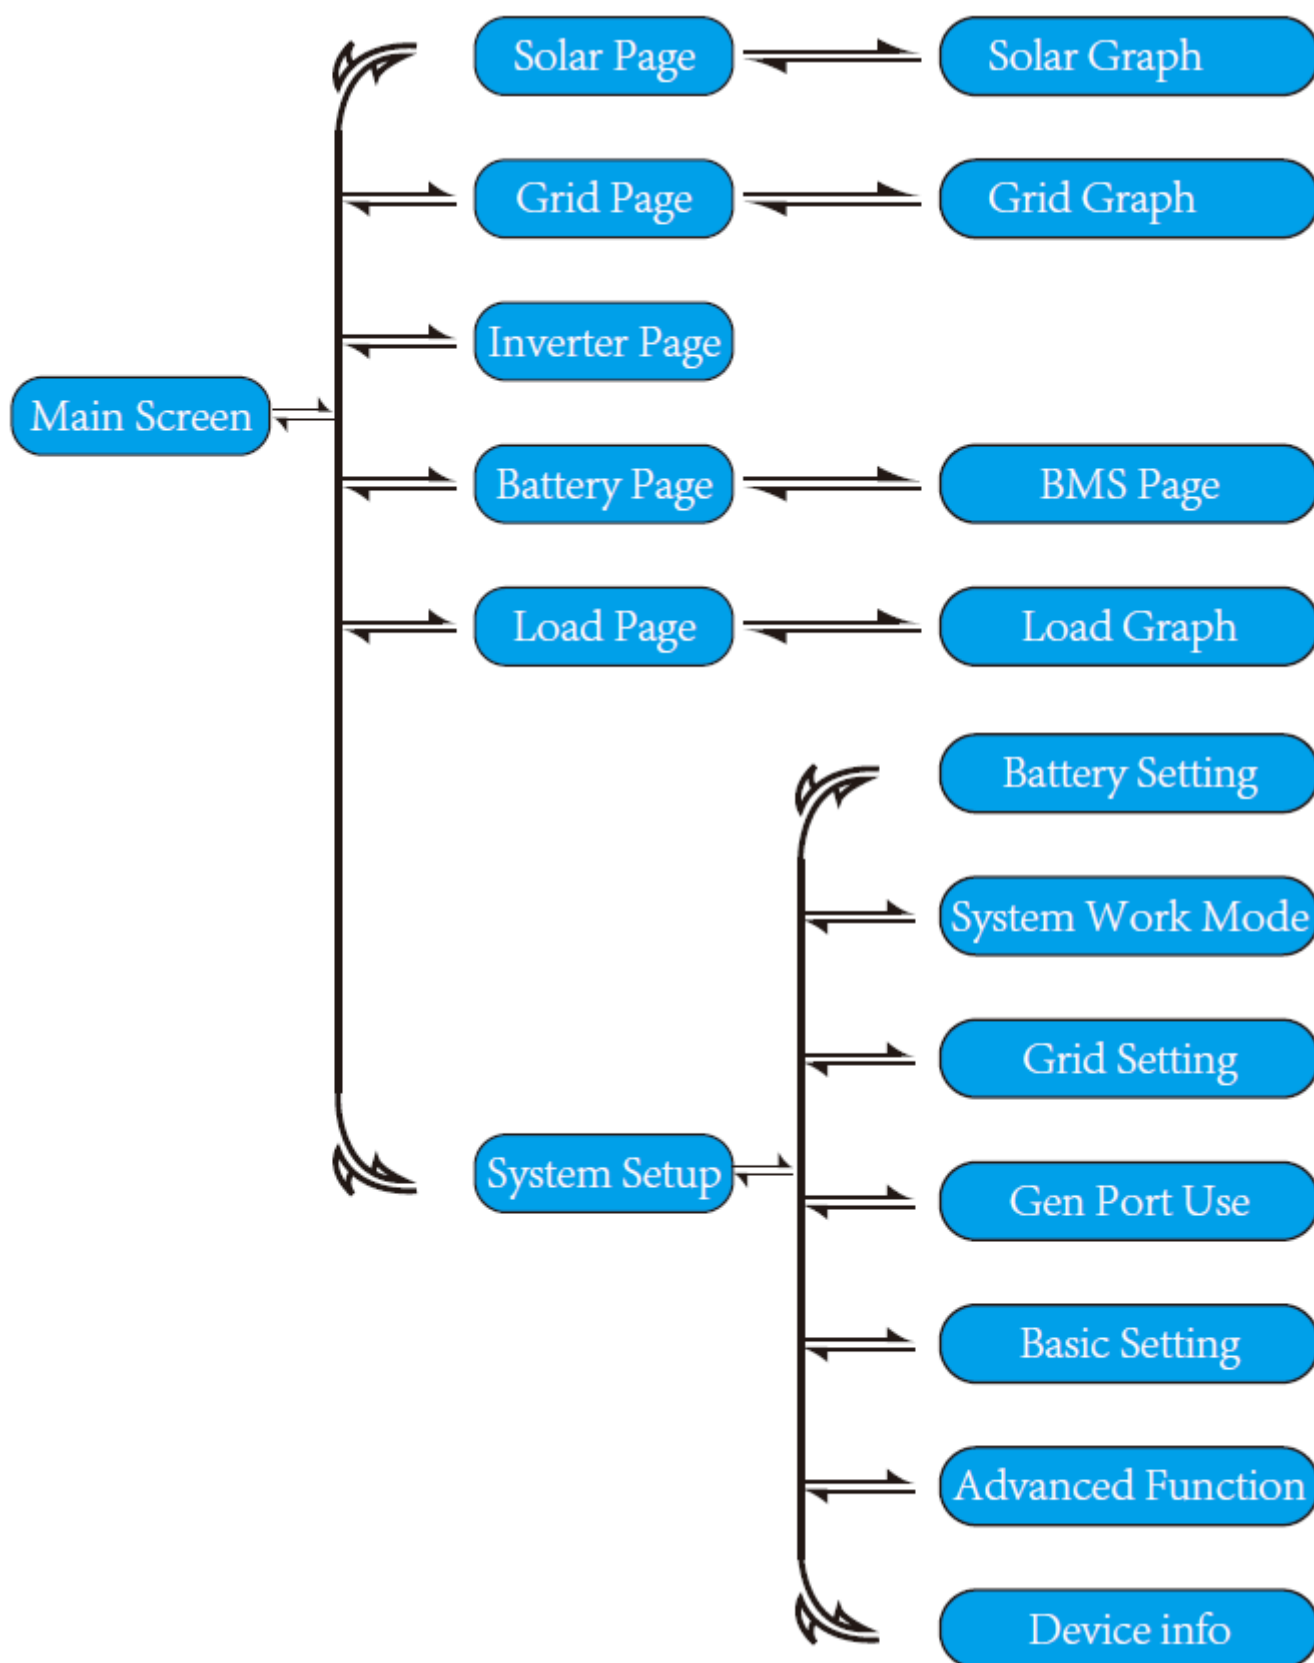 Solar Page
Solar Graph
Grid Page
Grid Graph
Inverter Page
Main Screen
Battery Page
BMS Page
Load Page
Load Graph
Battery Setting
System Work Mode
Grid Setting
System Setup
Gen Port Use
Basic Setting
Advanced Function
Device info